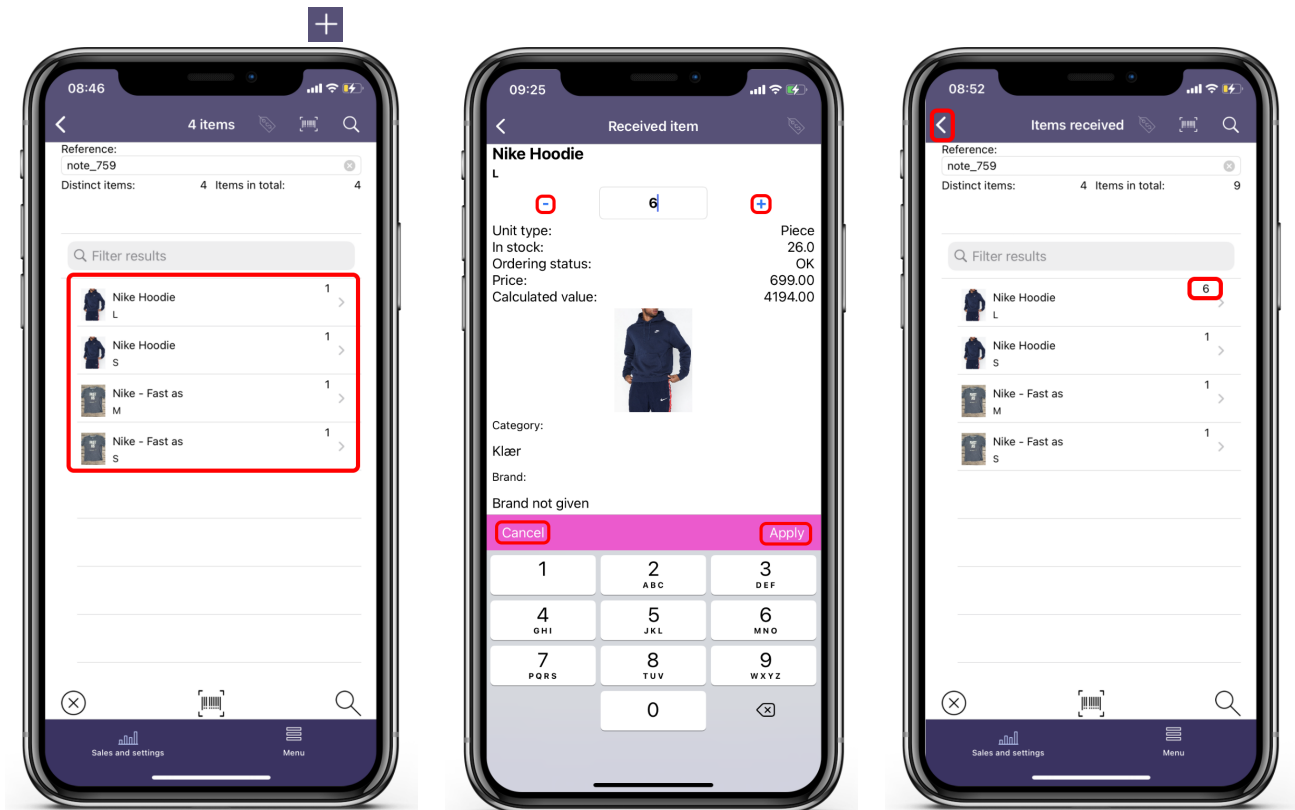 +
08:46
4 items
Reference:
note_759
Distinct items: 4 Items in total: 4
Filter results
Nike Hoodie 1
L
Nike Hoodie 1
S
Nike - Fast as 1
M
Nike - Fast as 1
S
Sales and settings Menu
09:25
Received item
Nike Hoodie
L
- 6 +
Unit type: Piece
In stock: 26.0
Ordering status: OK
Price: 699.00
Calculated value: 4194.00
Category:
Klær
Brand:
Brand not given
Cancel Apply
1 2 3
ABC DEF
4 5 6
GHI JKL MNO
7 8 9
PQRS TUV WXYZ
0
08:52
Items received
Reference:
note_759
Distinct items: 4 Items in total: 9
Filter results
Nike Hoodie 6
L
Nike Hoodie 1
S
Nike - Fast as 1
M
Nike - Fast as 1
S
Sales and settings Menu